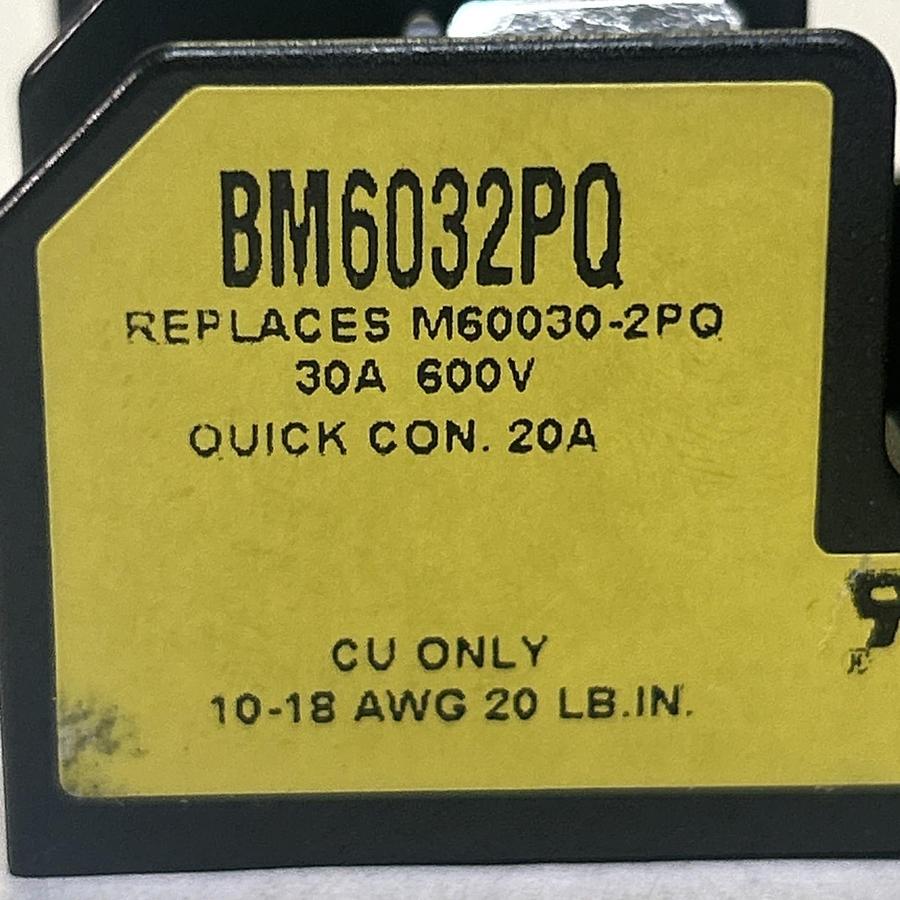 BM6032PQ
REPLACES M60030-2PQ
30A 600V
QUICK CON. 20A
CU ONLY
10-18 AWG 20 LB.IN.